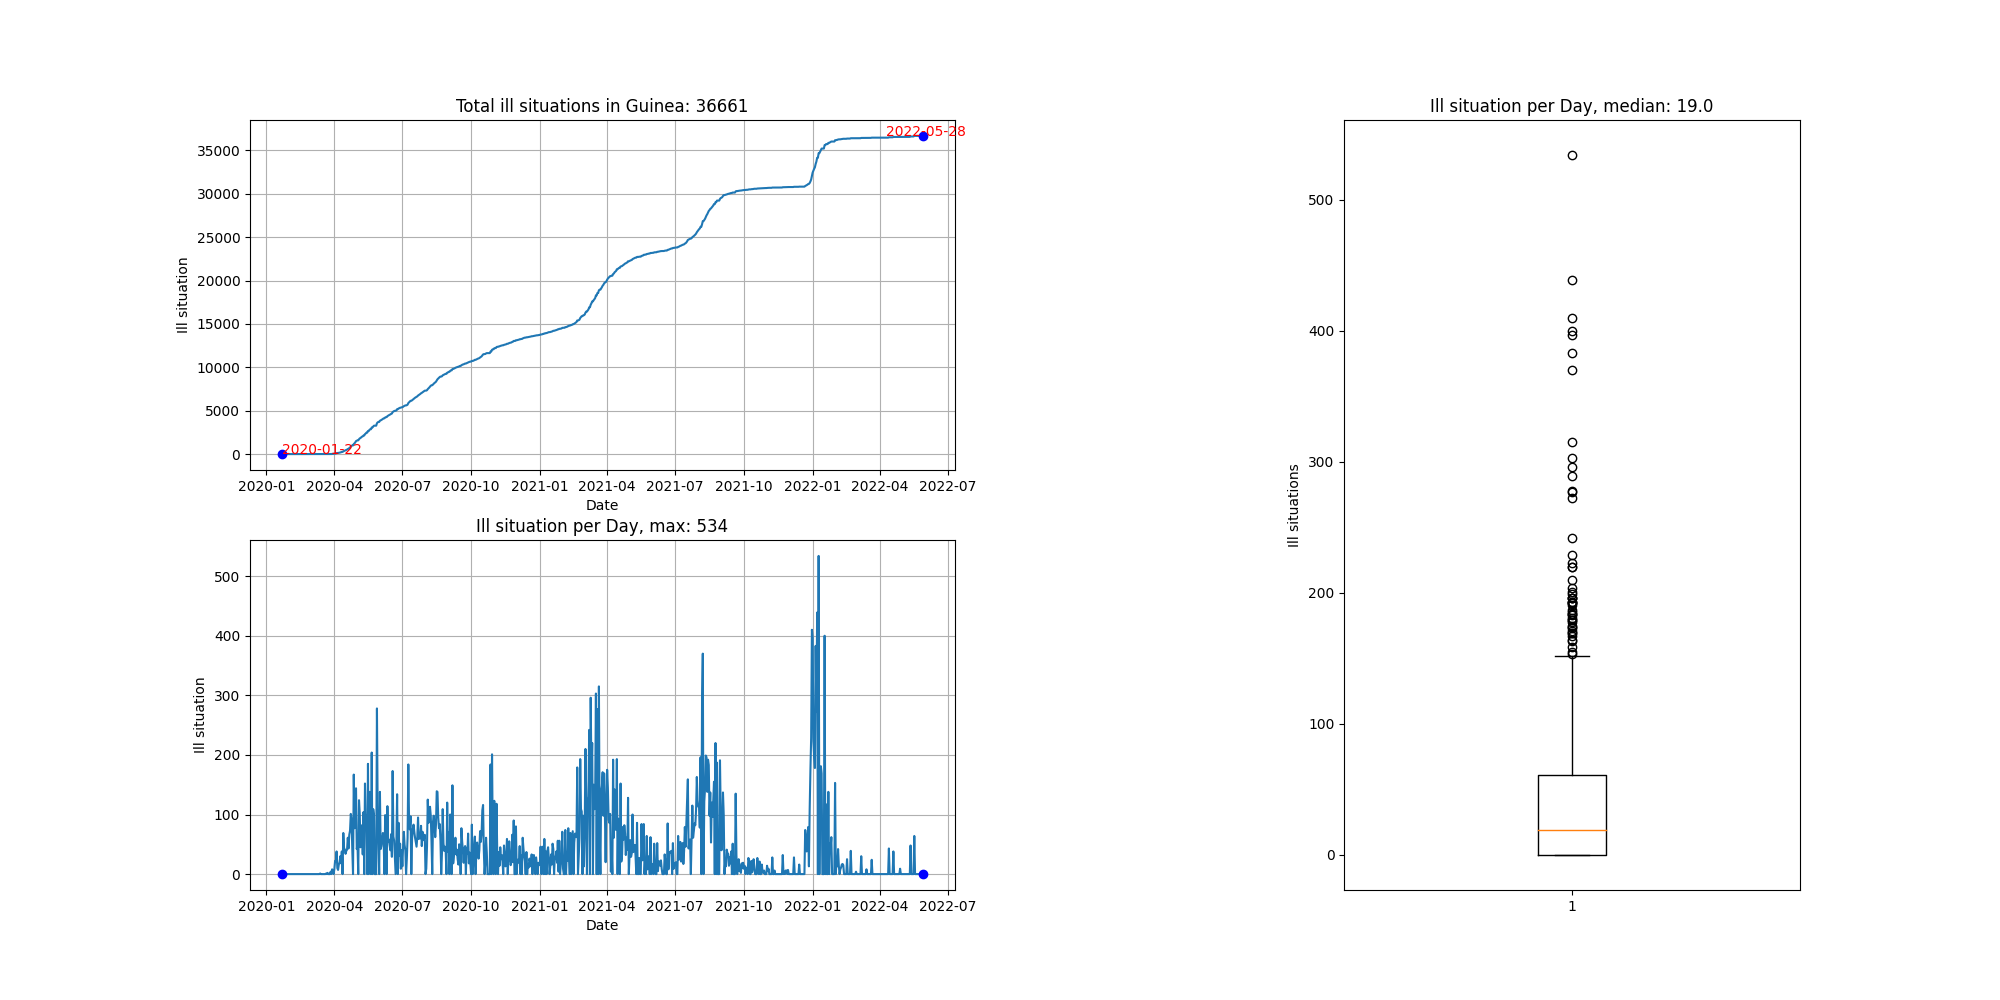 Total ill situations in Guinea: 36661
2022-05-28
35000
30000
25000
20000
15000
10000
5000
0
Ill situation
2020-01-22
2020-01 2020-04 2020-07 2020-10 2021-01 2021-04 2021-07 2021-10 2022-01 2022-04 2022-07
Date
Ill situation per Day, max: 534
500
400
300
200
100
0
Ill situation
2020-01 2020-04 2020-07 2020-10 2021-01 2021-04 2021-07 2021-10 2022-01 2022-04 2022-07
Date
Ill situation per Day, median: 19.0
500
400
300
200
100
0
Ill situations
1